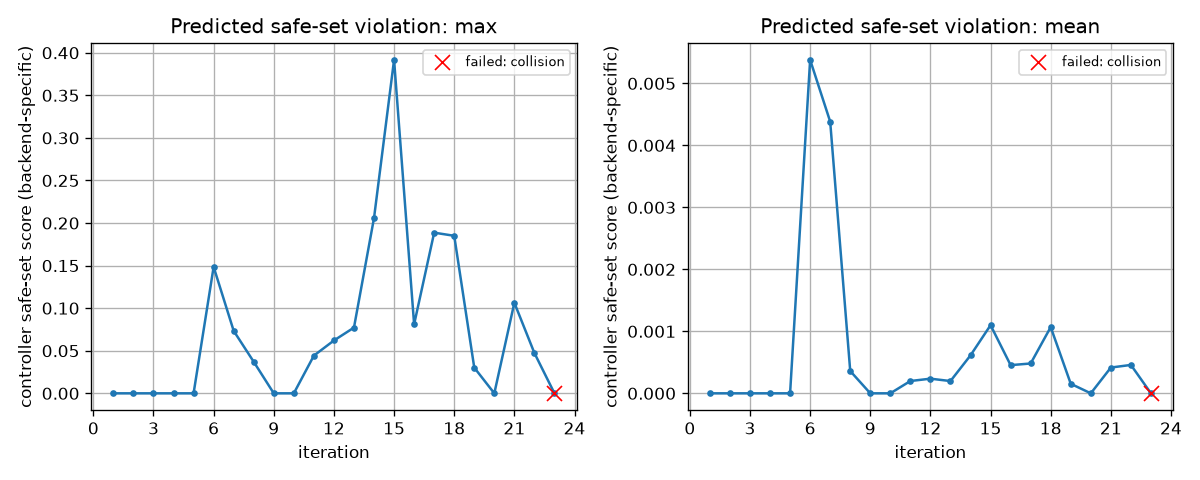 Predicted safe-set violation: max
controller safe-set score (backend-specific)
0.40
0.35
0.30
0.25
0.20
0.15
0.10
0.05
0.00
failed: collision
0 3 6 9 12 15 18 21 24
iteration
Predicted safe-set violation: mean
controller safe-set score (backend-specific)
0.005
0.004
0.003
0.002
0.001
0.000
failed: collision
0 3 6 9 12 15 18 21 24
iteration